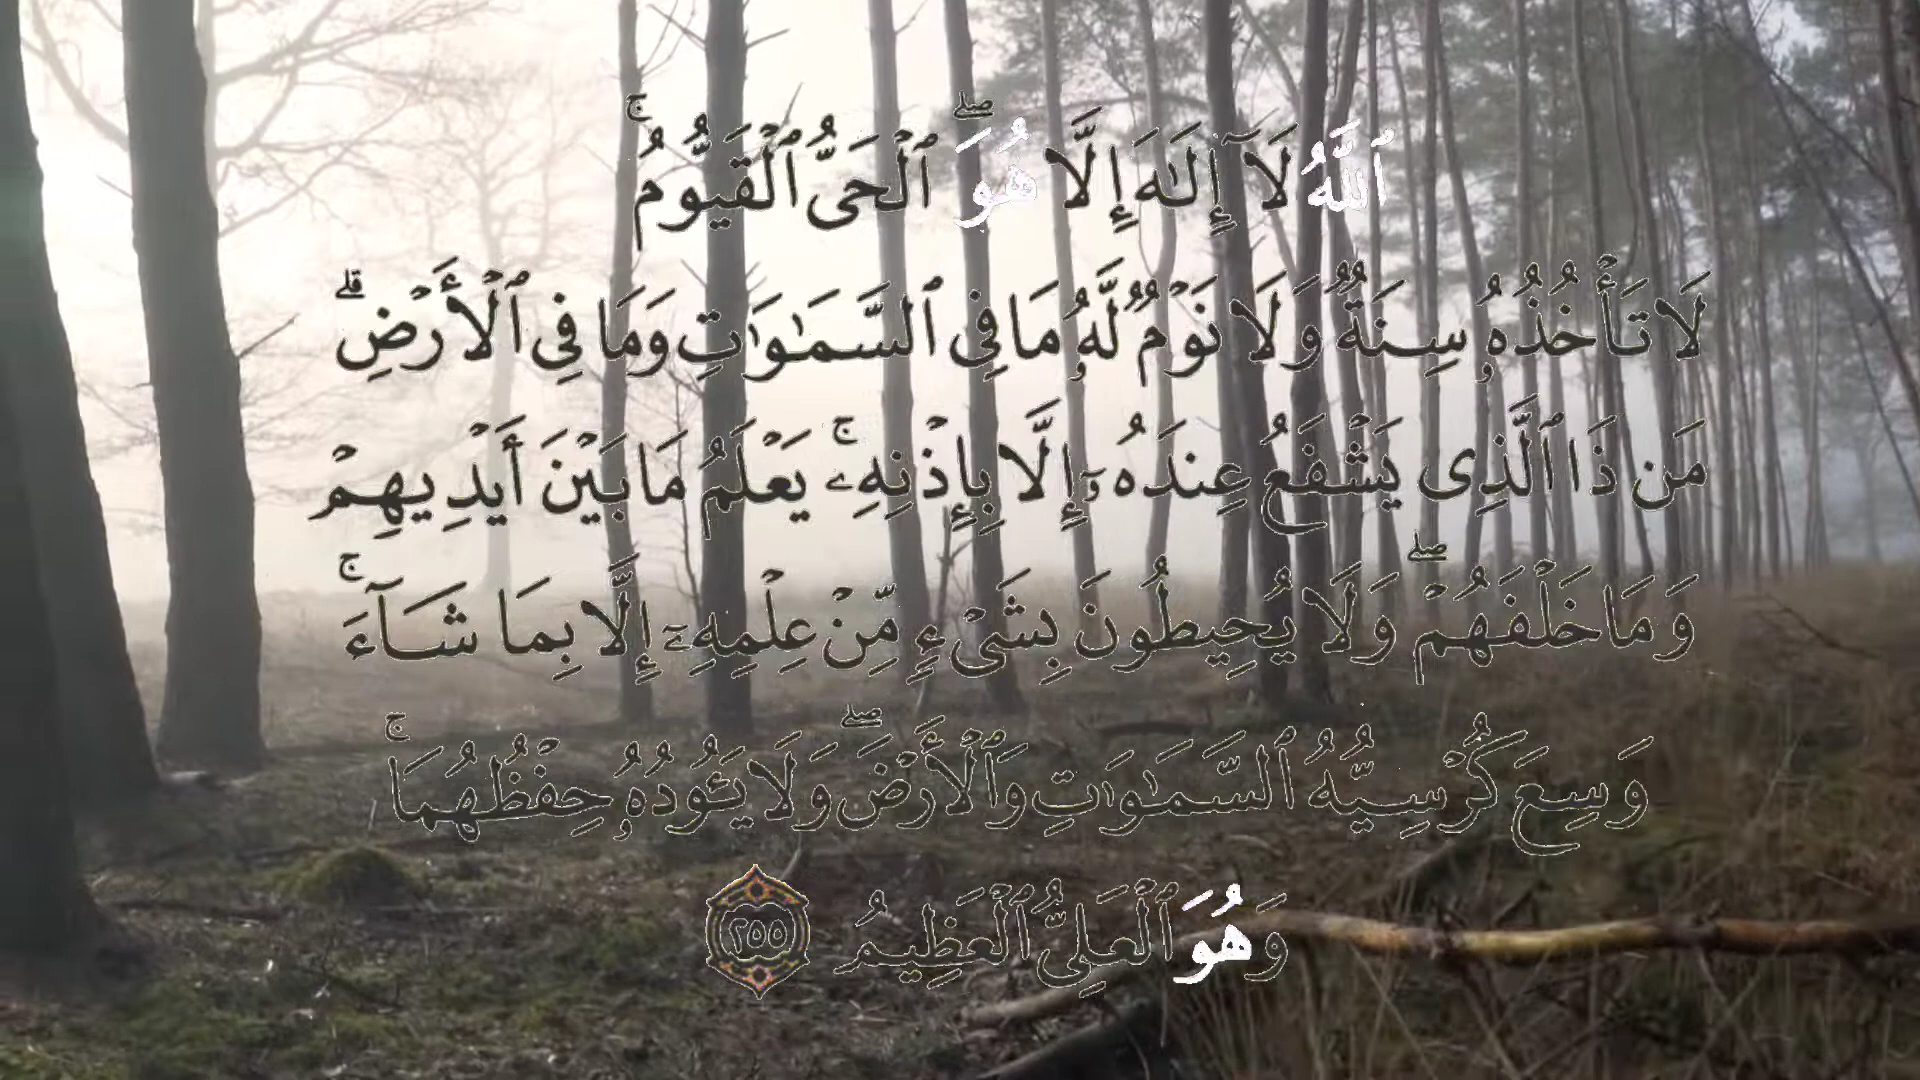 ٱللَّهُ لَآ إِلَـٰهَ إِلَّا هُوَ ۖ ٱلْحَىُّ ٱلْقَيُّومُ ۚ
لَا تَأْخُذُهُۥ سِنَةٌ وَلَا نَوْمٌ لَّهُۥ مَا فِى ٱلسَّمَـٰوَٰتِ وَمَا فِى ٱلْأَرْضِ ۗ
مَن ذَا ٱلَّذِى يَشْفَعُ عِندَهُۥٓ إِلَّا بِإِذْنِهِۦ ۚ يَعْلَمُ مَا بَيْنَ أَيْدِيهِمْ
وَمَا خَلْفَهُمْ ۖ وَلَا يُحِيطُونَ بِشَىْءٍ مِّنْ عِلْمِهِۦٓ إِلَّا بِمَا شَآءَ ۚ
وَسِعَ كُرْسِيُّهُ ٱلسَّمَـٰوَٰتِ وَٱلْأَرْضَ ۖ وَلَا يَـُٔودُهُۥ حِفْظُهُمَا ۚ
وَهُوَ ٱلْعَلِىُّ ٱلْعَظِيمُ ٢٥٥